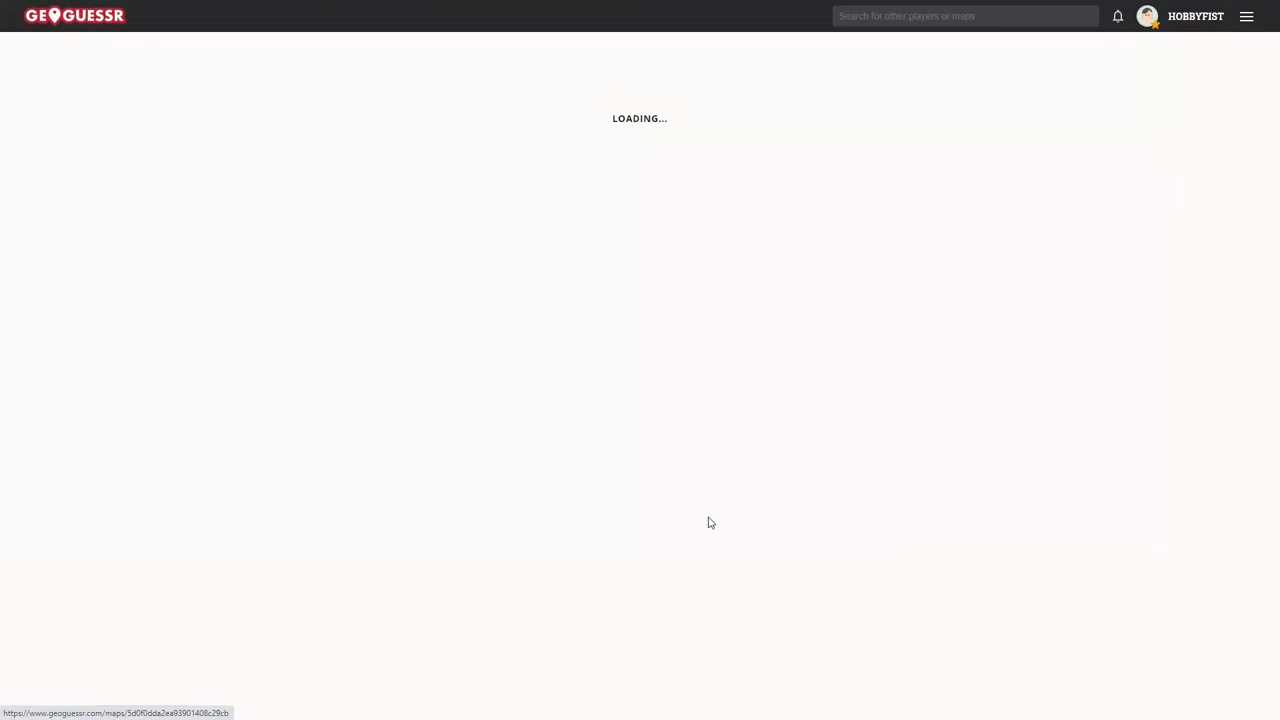 GEOGUESSR
Search for other players or maps
HOBBYFIST
LOADING...
https://www.geoguessr.com/maps/5d0f0dda2ea93901408c29cb